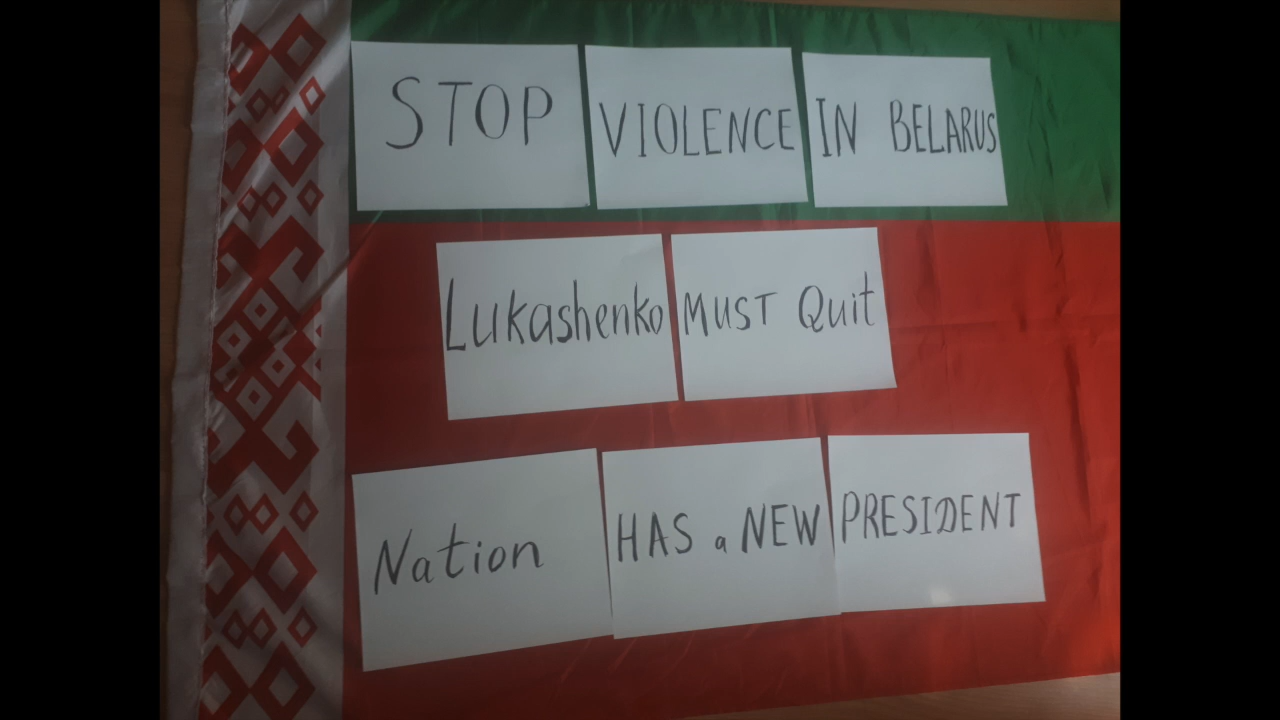 STOP VIOLENCE IN BELARUS
Lukashenko MUST Quit
Nation HAS a NEW PRESIDENT